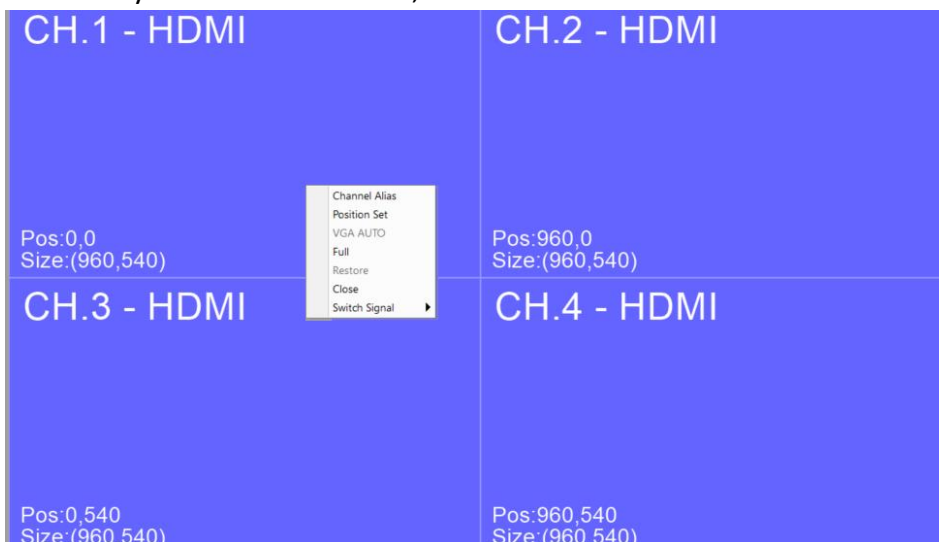 CH.1 - HDMI
CH.2 - HDMI
Channel Alias
Position Set
VGA AUTO
Full
Restore
Close
Switch Signal
Pos:0,0
Size:(960,540)
Pos:960,0
Size:(960,540)
CH.3 - HDMI
CH.4 - HDMI
Pos:0,540
Size:(960,540)
Pos:960,540
Size:(960,540)